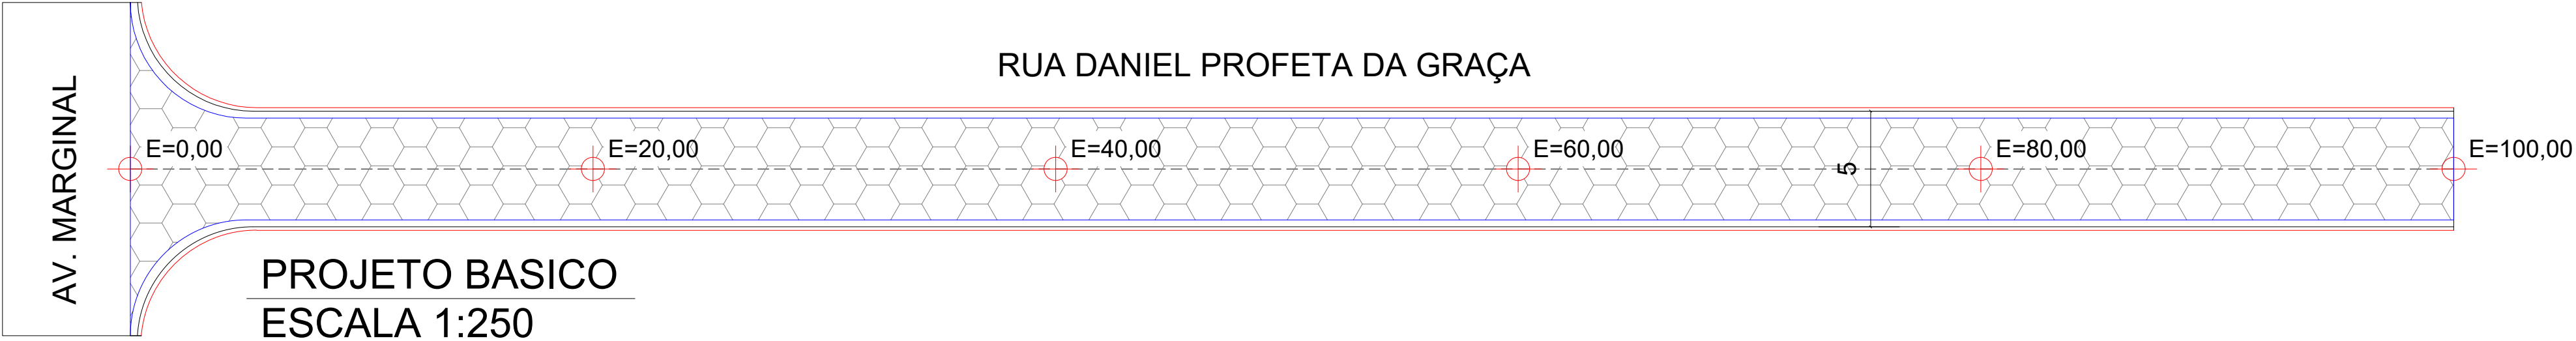 AV. MARGINAL
RUA DANIEL PROFETA DA GRAÇA
E=0,00
E=20,00
E=40,00
E=60,00
5
E=80,00
E=100,00
PROJETO BASICO
ESCALA 1:250